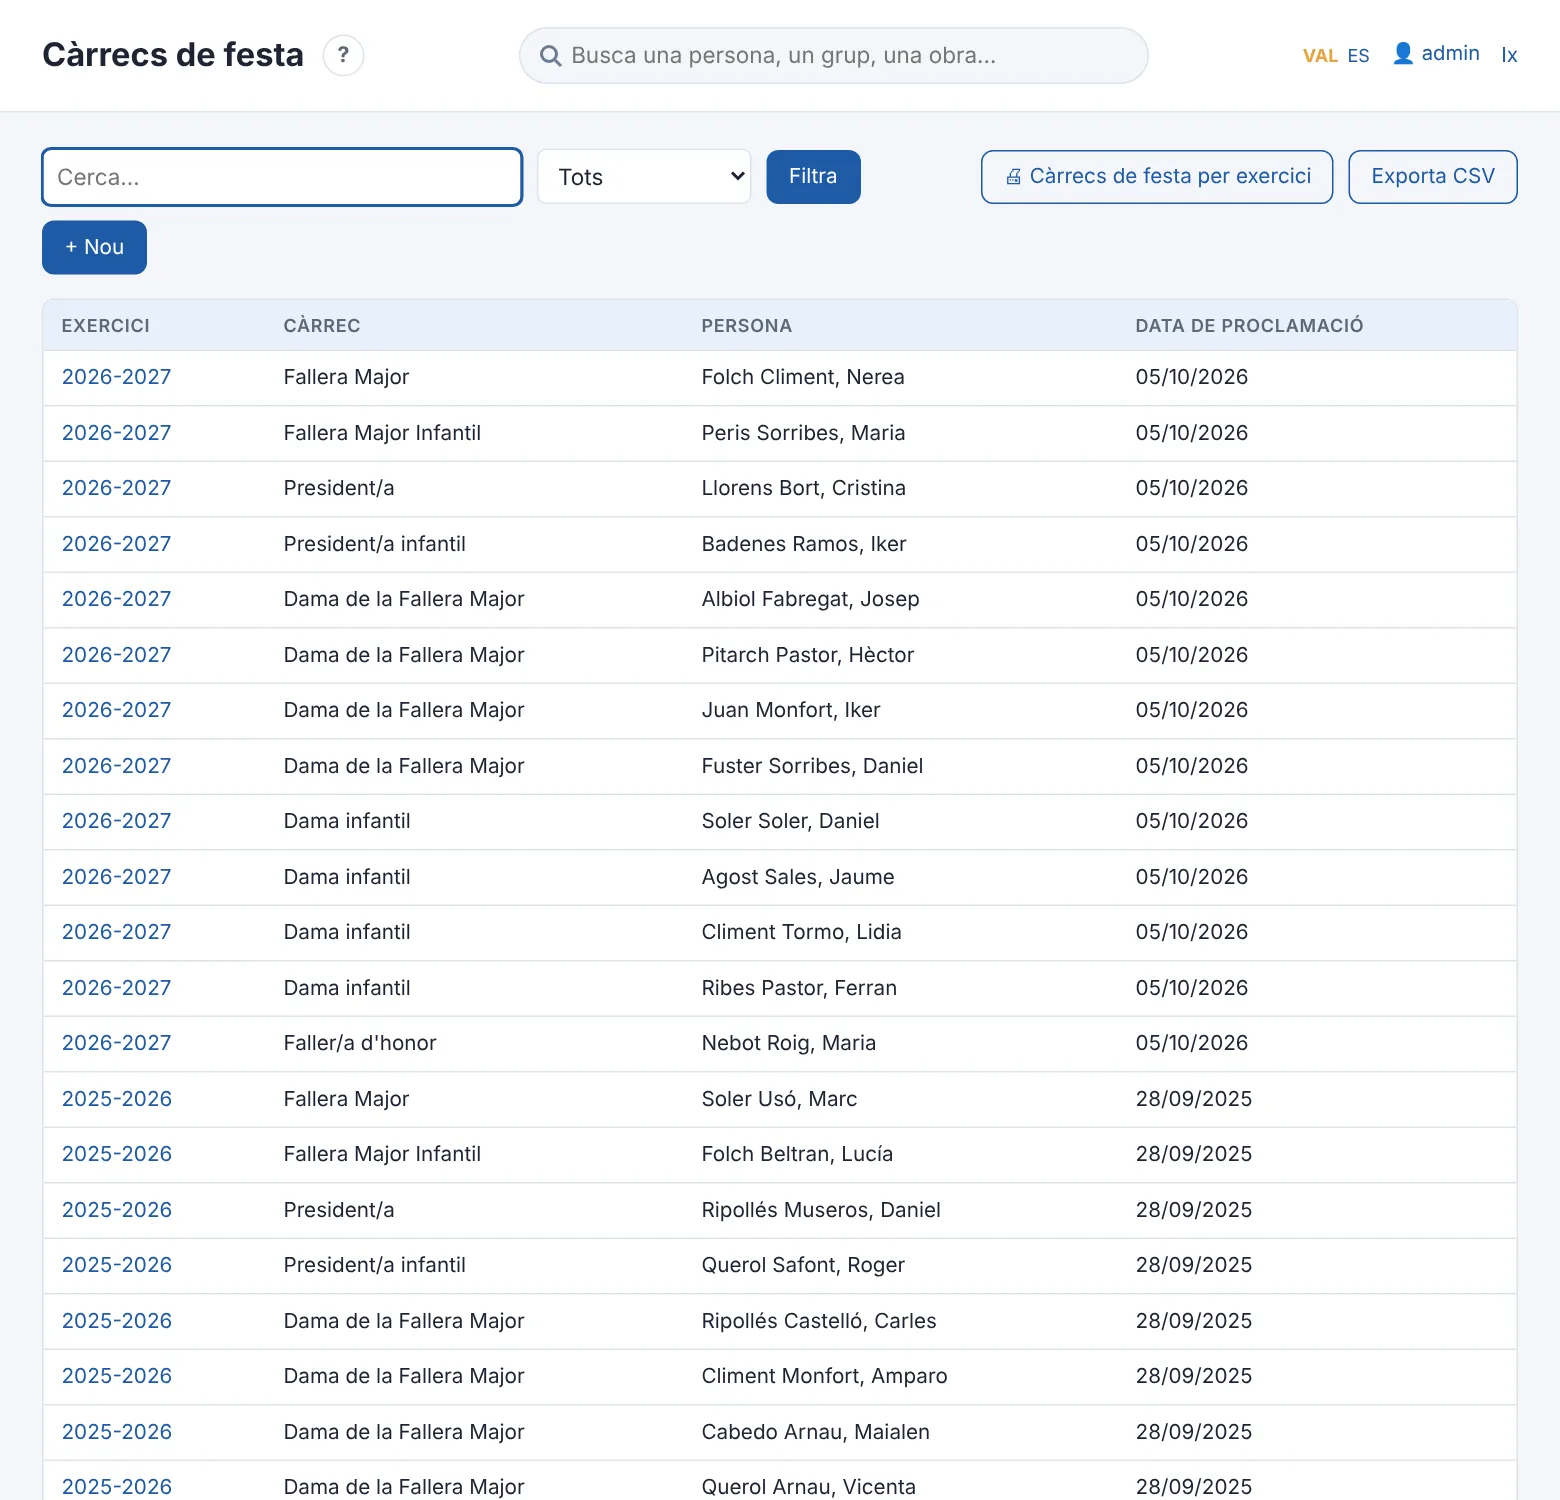 Càrrecs de festa ? Busca una persona, un grup, una obra... VAL ES admin Ix
Cerca... Tots Filtra Càrrecs de festa per exercici Exporta CSV
+ Nou
EXERCICI CÀRREC PERSONA DATA DE PROCLAMACIÓ
2026-2027 Fallera Major Folch Climent, Nerea 05/10/2026
2026-2027 Fallera Major Infantil Peris Sorribes, Maria 05/10/2026
2026-2027 President/a Llorens Bort, Cristina 05/10/2026
2026-2027 President/a infantil Badenes Ramos, Iker 05/10/2026
2026-2027 Dama de la Fallera Major Albiol Fabregat, Josep 05/10/2026
2026-2027 Dama de la Fallera Major Pitarch Pastor, Hèctor 05/10/2026
2026-2027 Dama de la Fallera Major Juan Monfort, Iker 05/10/2026
2026-2027 Dama de la Fallera Major Fuster Sorribes, Daniel 05/10/2026
2026-2027 Dama infantil Soler Soler, Daniel 05/10/2026
2026-2027 Dama infantil Agost Sales, Jaume 05/10/2026
2026-2027 Dama infantil Climent Tormo, Lidia 05/10/2026
2026-2027 Dama infantil Ribes Pastor, Ferran 05/10/2026
2026-2027 Faller/a d'honor Nebot Roig, Maria 05/10/2026
2025-2026 Fallera Major Soler Usó, Marc 28/09/2025
2025-2026 Fallera Major Infantil Folch Beltran, Lucía 28/09/2025
2025-2026 President/a Ripollés Museros, Daniel 28/09/2025
2025-2026 President/a infantil Querol Safont, Roger 28/09/2025
2025-2026 Dama de la Fallera Major Ripollés Castelló, Carles 28/09/2025
2025-2026 Dama de la Fallera Major Climent Monfort, Amparo 28/09/2025
2025-2026 Dama de la Fallera Major Cabedo Arnau, Maialen 28/09/2025
2025-2026 Dama de la Fallera Major Querol Arnau, Vicenta 28/09/2025